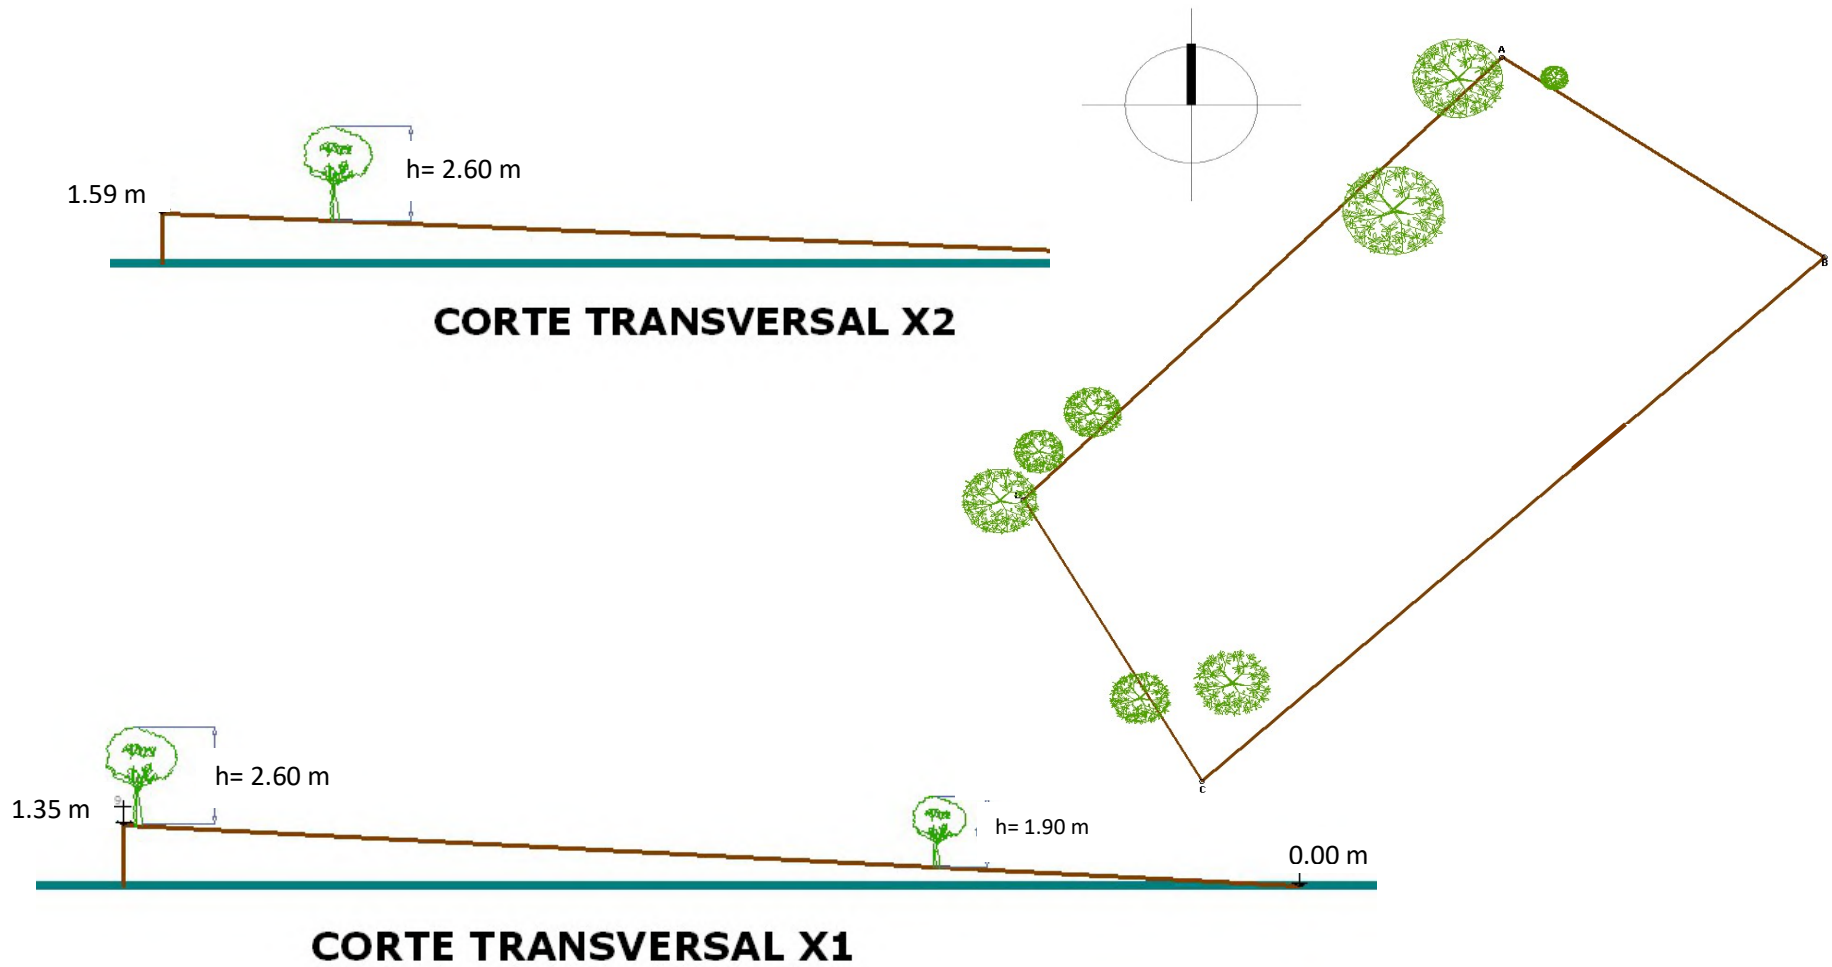 A
h= 2.60 m
1.59 m
B
CORTE TRANSVERSAL X2
C
h= 2.60 m
1.35 m
h= 1.90 m
0.00 m
CORTE TRANSVERSAL X1